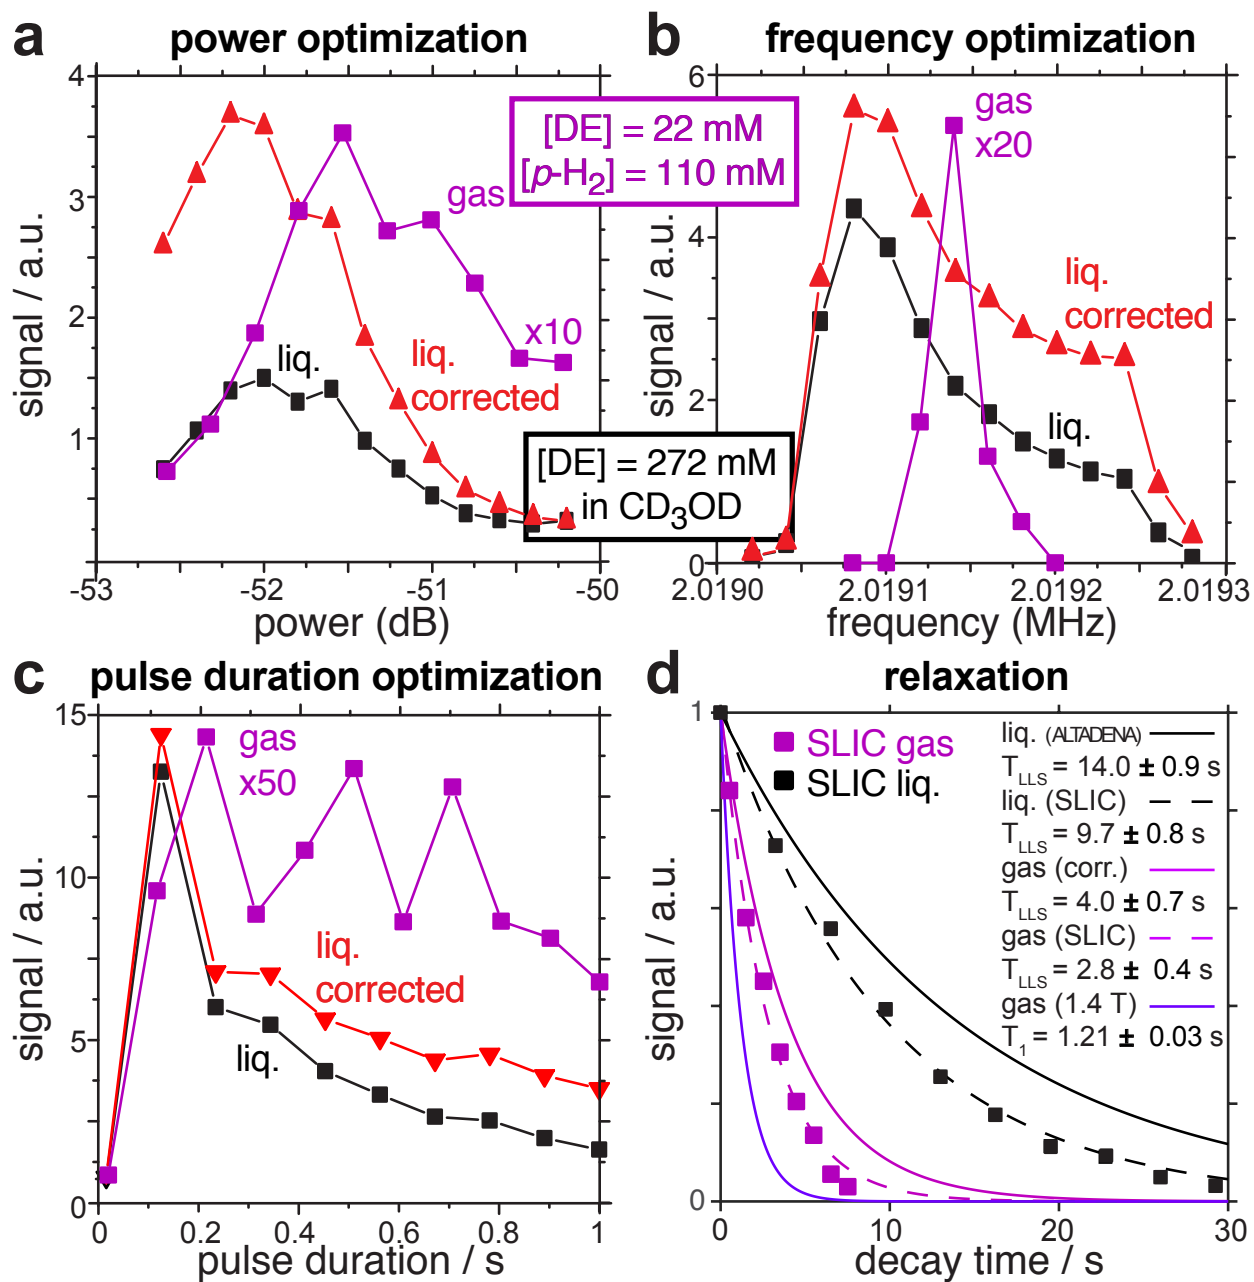 a power optimization
4
3
2
1
signal / a.u.
gas
x10
liq.
liq.
corrected
-53 -52 -51 -50
power (dB)
[DE] = 22 mM
[p-H2] = 110 mM
[DE] = 272 mM
in CD3OD
b frequency optimization
6
4
2
0
signal / a.u.
gas
x20
liq.
corrected
liq.
2.0190 2.0191 2.0192 2.0193
frequency (MHz)
c pulse duration optimization
15
10
5
0
signal / a.u.
gas
x50
liq.
corrected
liq.
0 0.2 0.4 0.6 0.8 1
pulse duration / s
d relaxation
1
0
signal / a.u.
SLIC gas
SLIC liq.
liq. (ALTADENA)
TLLS = 14.0 ± 0.9 s
liq. (SLIC)
TLLS = 9.7 ± 0.8 s
gas (corr.)
TLLS = 4.0 ± 0.7 s
gas (SLIC)
TLLS = 2.8 ± 0.4 s
gas (1.4 T)
T1 = 1.21 ± 0.03 s
0 10 20 30
decay time / s